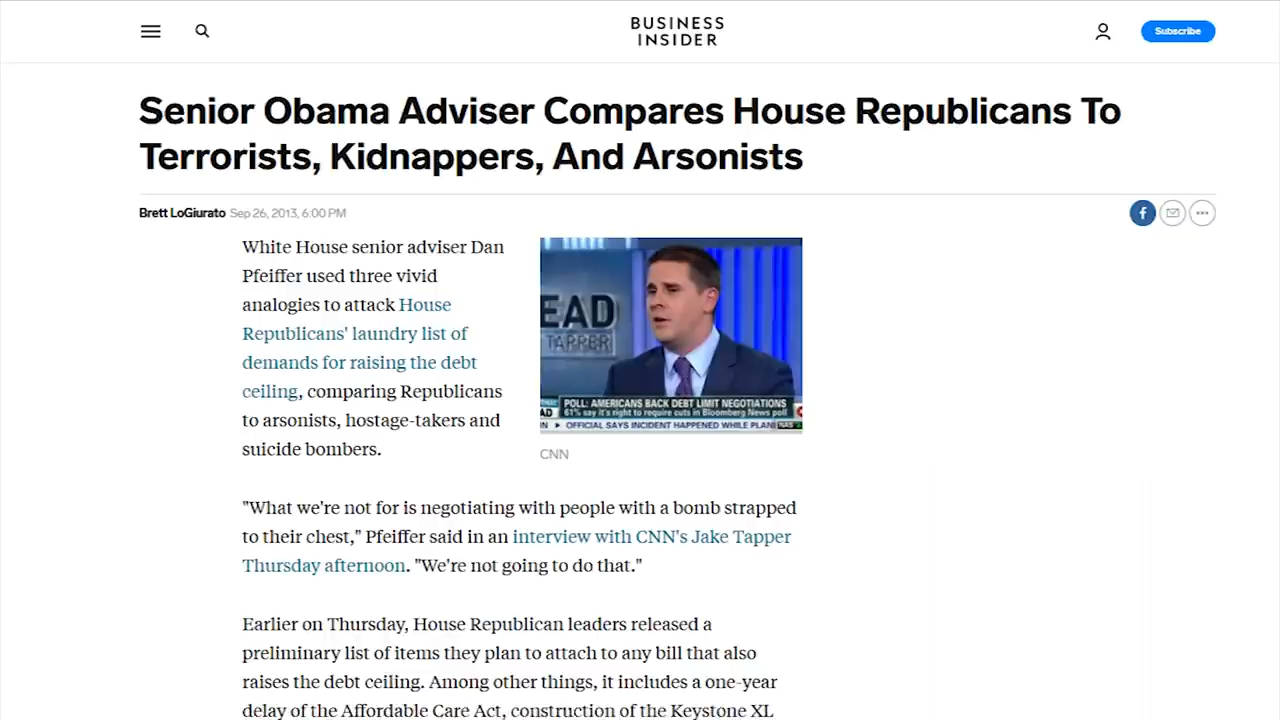 BUSINESS
INSIDER
Subscribe
Senior Obama Adviser Compares House Republicans To
Terrorists, Kidnappers, And Arsonists
Brett LoGiurato Sep 26, 2013, 6:00 PM
White House senior adviser Dan
Pfeiffer used three vivid
analogies to attack House
Republicans' laundry list of
demands for raising the debt
ceiling, comparing Republicans
to arsonists, hostage-takers and
suicide bombers.
EAD
TAPPER
POLL: AMERICANS BACK DEBT LIMIT NEGOTIATIONS
61% say it's right to require cuts in Bloomberg News poll
OFFICIAL SAYS INCIDENT HAPPENED WHILE PLAN
CNN
"What we're not for is negotiating with people with a bomb strapped
to their chest," Pfeiffer said in an interview with CNN's Jake Tapper
Thursday afternoon. "We're not going to do that."
Earlier on Thursday, House Republican leaders released a
preliminary list of items they plan to attach to any bill that also
raises the debt ceiling. Among other things, it includes a one-year
delay of the Affordable Care Act, construction of the Keystone XL